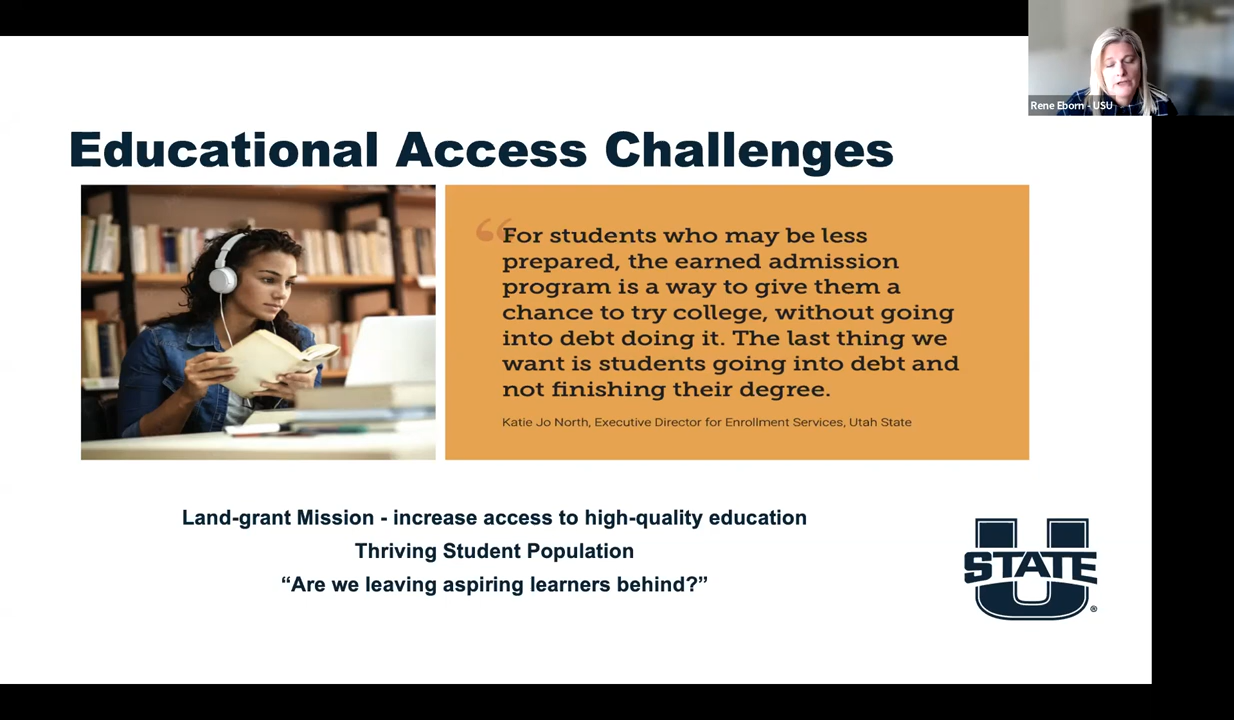 Rene Eborn - USU
Educational Access Challenges
“For students who may be less
prepared, the earned admission
program is a way to give them a
chance to try college, without going
into debt doing it. The last thing we
want is students going into debt and
not finishing their degree.
Katie Jo North, Executive Director for Enrollment Services, Utah State
Land-grant Mission - increase access to high-quality education
Thriving Student Population
“Are we leaving aspiring learners behind?”
U
STATE
®